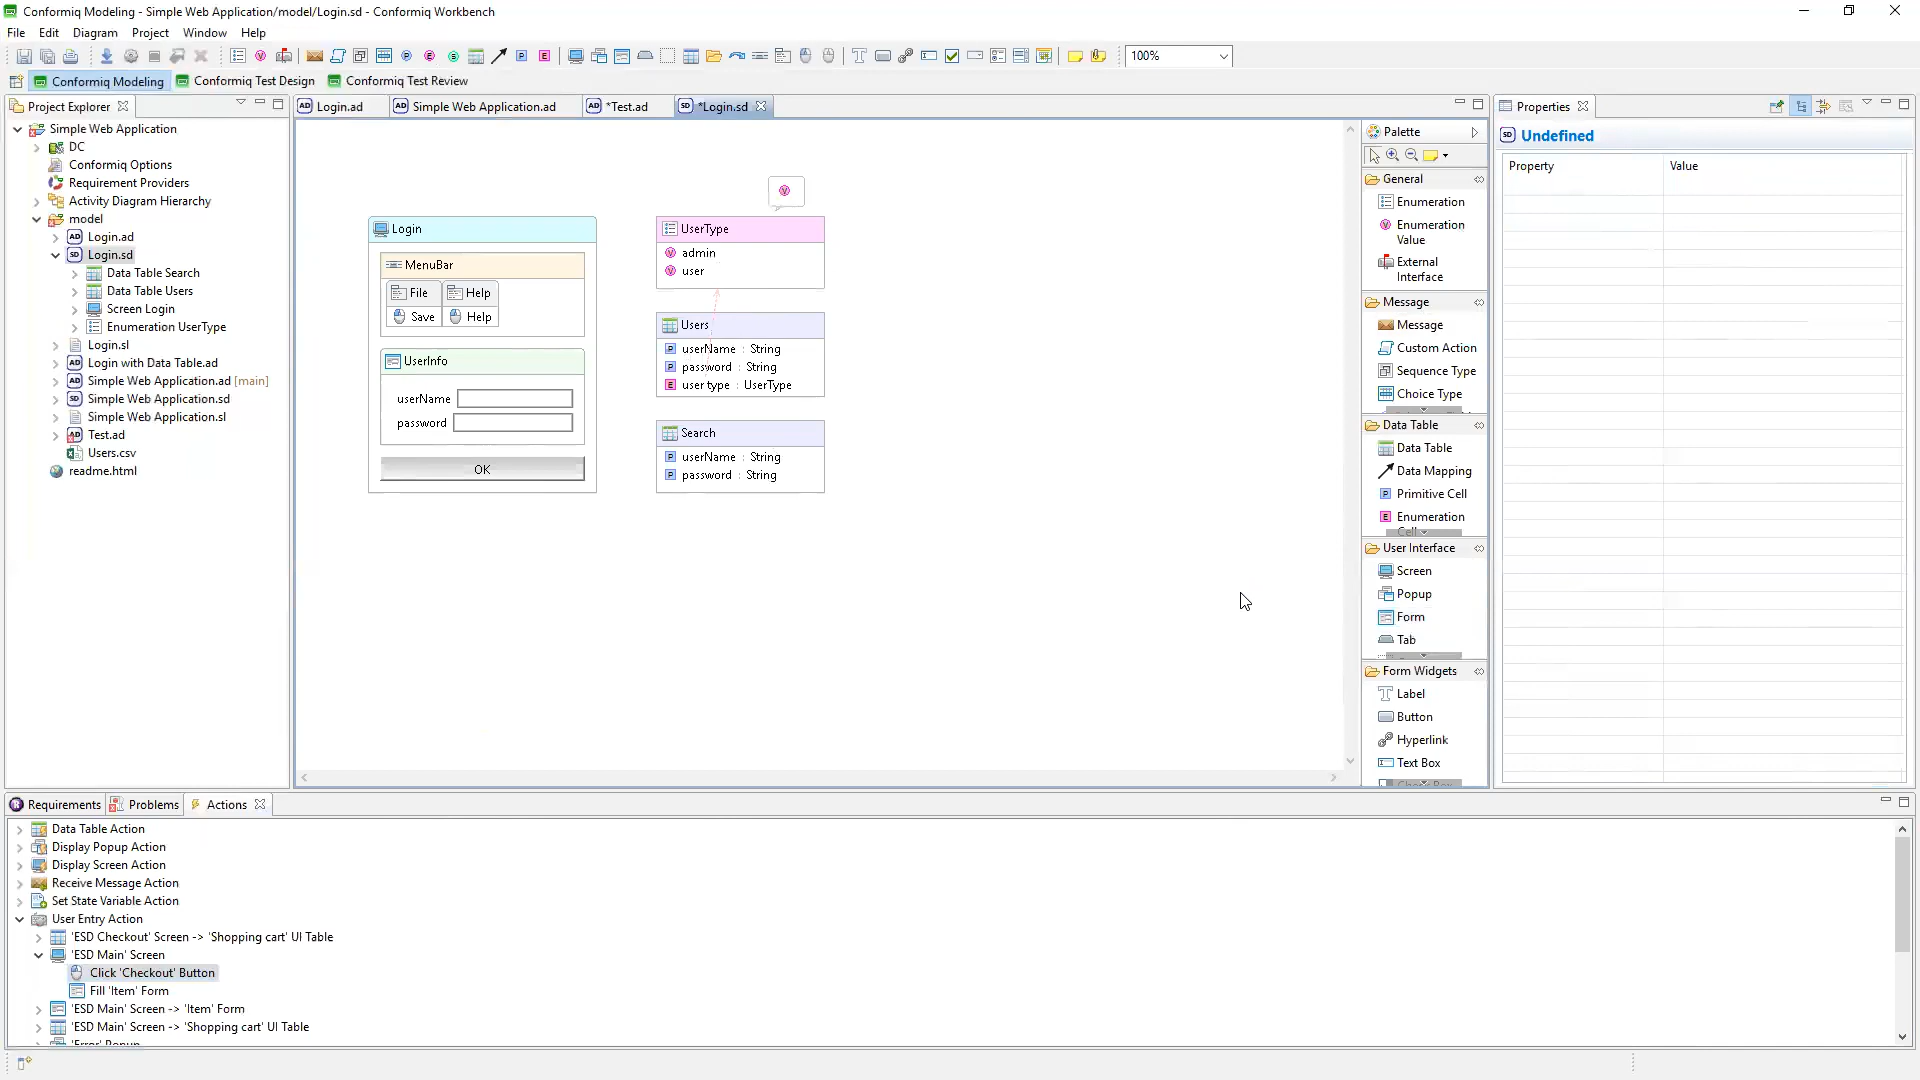 Conformiq Modeling - Simple Web Application/model/Login.sd - Conformiq Workbench
File Edit Diagram Project Window Help
100%
Conformiq Modeling Conformiq Test Design Conformiq Test Review
Project Explorer
Login.ad Simple Web Application.ad *Test.ad *Login.sd
Properties
Simple Web Application
DC
Conformiq Options
Requirement Providers
Activity Diagram Hierarchy
model
Login.ad
Login.sd
Data Table Search
Data Table Users
Screen Login
Enumeration UserType
Login.sl
Login with Data Table.ad
Simple Web Application.ad [main]
Simple Web Application.sd
Simple Web Application.sl
Test.ad
Users.csv
readme.html
Login
MenuBar
File Help
Save Help
UserInfo
userName
password
OK
UserType
admin
user
Users
userName : String
password : String
user type : UserType
Search
userName : String
password : String
Palette
General
Enumeration
Enumeration
Value
External
Interface
Message
Message
Custom Action
Sequence Type
Choice Type
Data Table
Data Table
Data Mapping
Primitive Cell
Enumeration
Cell
User Interface
Screen
Popup
Form
Tab
Form Widgets
Label
Button
Hyperlink
Text Box
Check Box
Undefined
Property Value
Requirements Problems Actions
Data Table Action
Display Popup Action
Display Screen Action
Receive Message Action
Set State Variable Action
User Entry Action
'ESD Checkout' Screen -> 'Shopping cart' UI Table
'ESD Main' Screen
Click 'Checkout' Button
Fill 'Item' Form
'ESD Main' Screen -> 'Item' Form
'ESD Main' Screen -> 'Shopping cart' UI Table
'Error' Popup